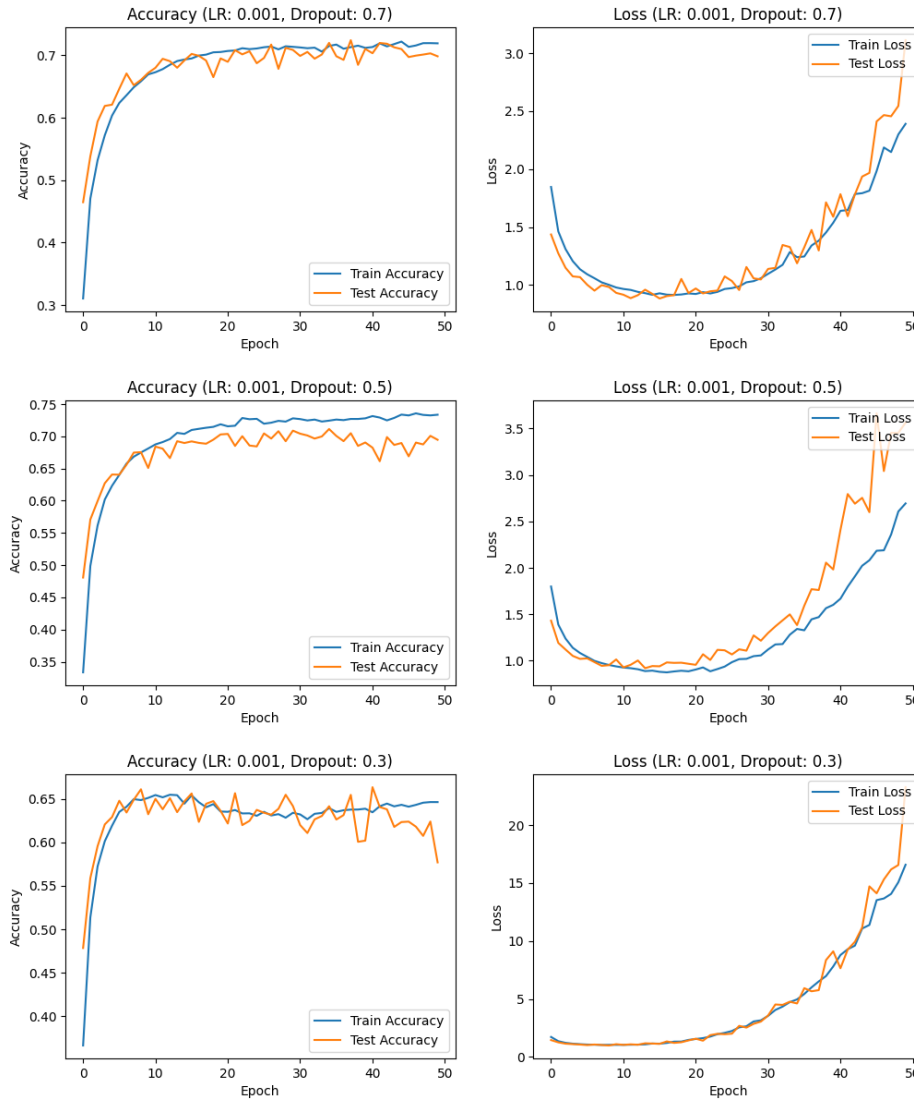 Accuracy (LR: 0.001, Dropout: 0.7)
Accuracy
0.7
0.6
0.5
0.4
0.3
Train Accuracy
Test Accuracy
0 10 20 30 40 50
Epoch
Loss (LR: 0.001, Dropout: 0.7)
Loss
3.0
2.5
2.0
1.5
1.0
Train Loss
Test Loss
0 10 20 30 40 50
Epoch
Accuracy (LR: 0.001, Dropout: 0.5)
Accuracy
0.75
0.70
0.65
0.60
0.55
0.50
0.45
0.40
0.35
Train Accuracy
Test Accuracy
0 10 20 30 40 50
Epoch
Loss (LR: 0.001, Dropout: 0.5)
Loss
3.5
3.0
2.5
2.0
1.5
1.0
Train Loss
Test Loss
0 10 20 30 40 50
Epoch
Accuracy (LR: 0.001, Dropout: 0.3)
Accuracy
0.65
0.60
0.55
0.50
0.45
0.40
Train Accuracy
Test Accuracy
0 10 20 30 40 50
Epoch
Loss (LR: 0.001, Dropout: 0.3)
Loss
20
15
10
5
0
Train Loss
Test Loss
0 10 20 30 40 50
Epoch